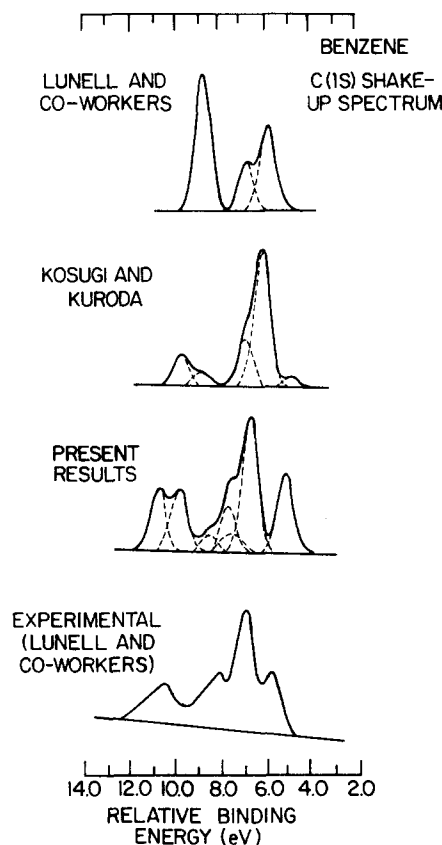 BENZENE
C(1S) SHAKE-
UP SPECTRUM
LUNELL AND
CO-WORKERS
KOSUGI AND
KURODA
PRESENT
RESULTS
EXPERIMENTAL
(LUNELL AND
CO-WORKERS)
14.0 12.0 10.0 8.0 6.0 4.0 2.0
RELATIVE BINDING
ENERGY (eV)